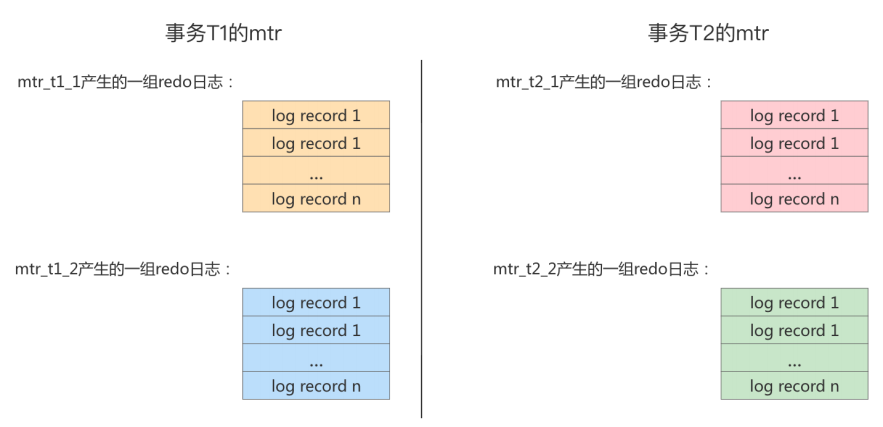 事务T1的mtr
mtr_t1_1产生的一组redo日志：
log record 1
log record 1
...
log record n
mtr_t1_2产生的一组redo日志：
log record 1
log record 1
...
log record n
事务T2的mtr
mtr_t2_1产生的一组redo日志：
log record 1
log record 1
...
log record n
mtr_t2_2产生的一组redo日志：
log record 1
log record 1
...
log record n